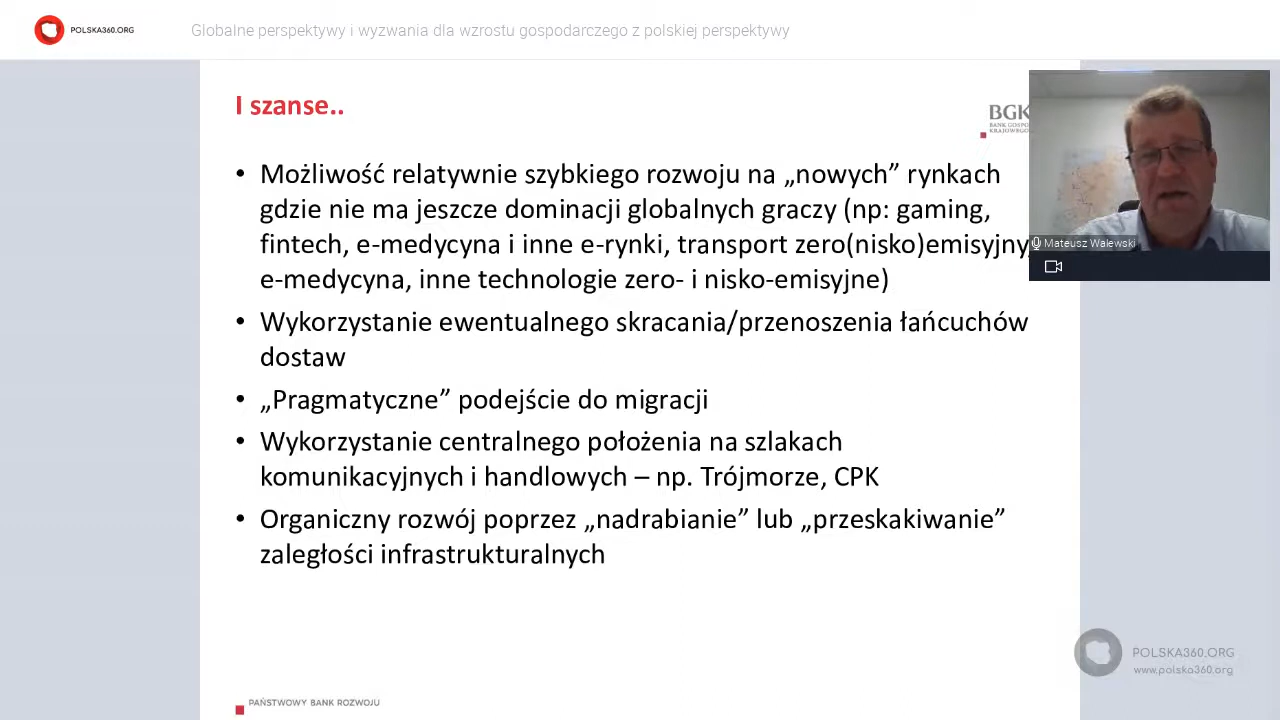 POLSKA360.ORG
Globalne perspektywy i wyzwania dla wzrostu gospodarczego z polskiej perspektywy
I szanse..
BGK
BANK
KRAJOWEGO
• Możliwość relatywnie szybkiego rozwoju na „nowych” rynkach
gdzie nie ma jeszcze dominacji globalnych graczy (np: gaming,
fintech, e-medycyna i inne e-rynki, transport zero(nisko)emisyjny,
e-medycyna, inne technologie zero- i nisko-emisyjne)
• Wykorzystanie ewentualnego skracania/przenoszenia łańcuchów
dostaw
• „Pragmatyczne” podejście do migracji
• Wykorzystanie centralnego położenia na szlakach
komunikacyjnych i handlowych – np. Trójmorze, CPK
• Organiczny rozwój poprzez „nadrabianie” lub „przeskakiwanie”
zaległości infrastrukturalnych
Mateusz Walewski
POLSKA360.ORG
www.polska360.org
PAŃSTWOWY BANK ROZWOJU